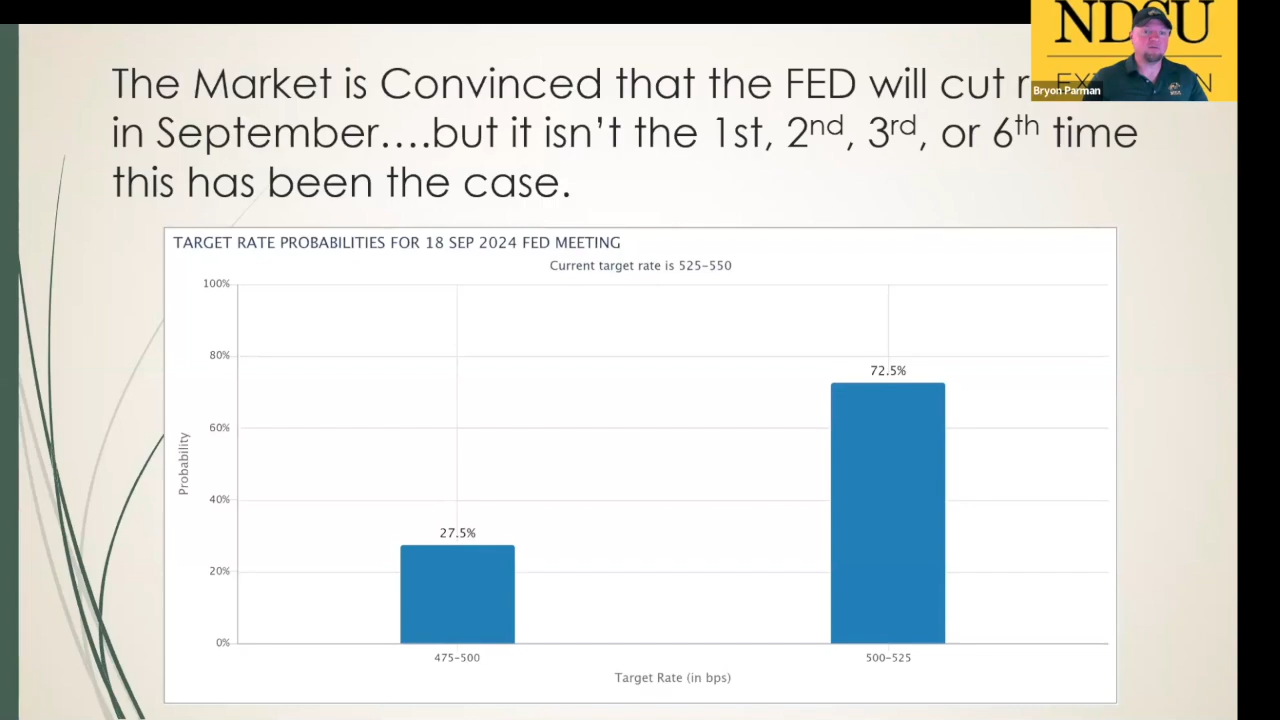 The Market is Convinced that the FED will cut
in September….but it isn’t the 1st, 2nd, 3rd, or 6th time
this has been the case.
NDSU
Bryon Parman
TARGET RATE PROBABILITIES FOR 18 SEP 2024 FED MEETING
Current target rate is 525–550
100%
80%
60%
40%
20%
0%
Probability
27.5%
72.5%
475–500
500–525
Target Rate (in bps)